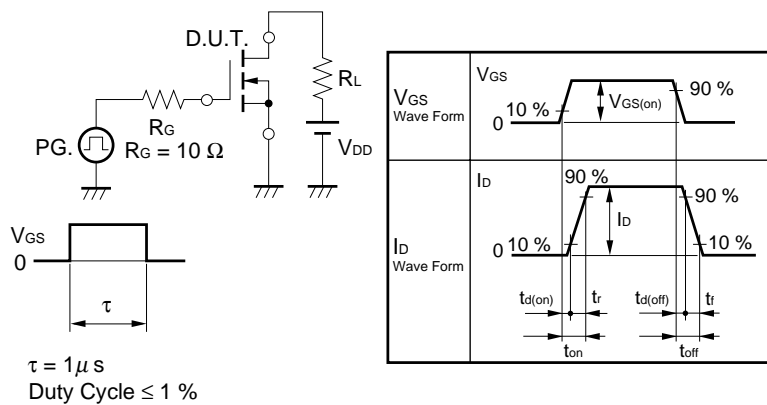 D.U.T.
RL
RG
RG = 10 Ω
PG.
VDD
VGS
0
τ
τ = 1μ s
Duty Cycle ≤ 1 %
VGS
Wave Form
VGS
10 %
0
VGS(on)
90 %
ID
Wave Form
ID
90 %
90 %
ID
10 %
0
10 %
td(on)
tr
td(off)
tf
ton
toff